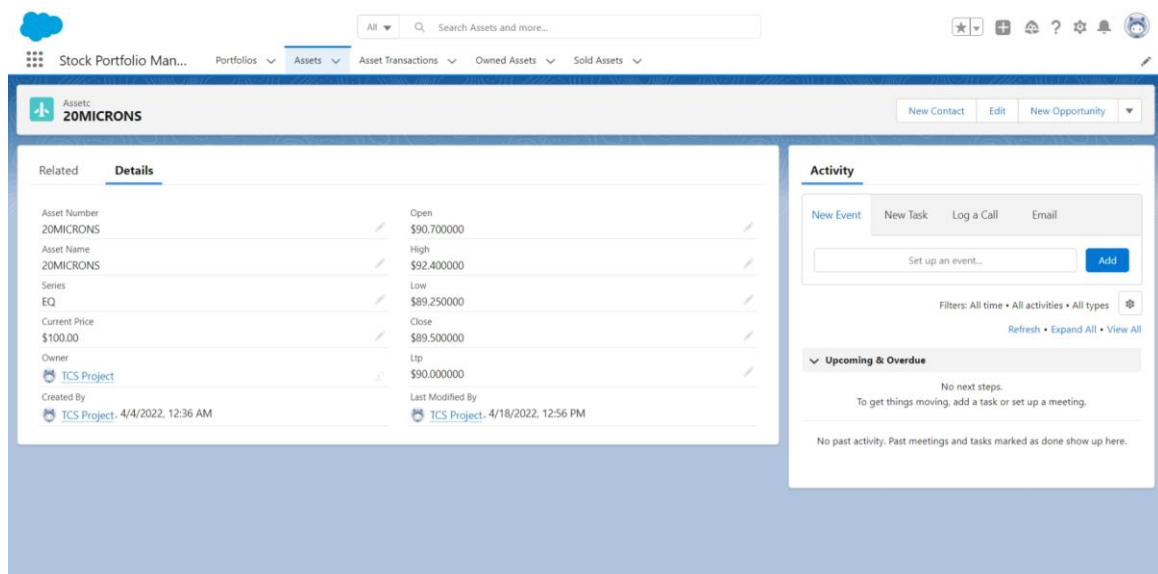 All Search Assets and more...
Stock Portfolio Man... Portfolios Assets Asset Transactions Owned Assets Sold Assets
Assetc
20MICRONS
New Contact Edit New Opportunity
Related Details
Asset Number
20MICRONS
Open
$90.700000
Asset Name
20MICRONS
High
$92.400000
Series
EQ
Low
$89.250000
Current Price
$100.00
Close
$89.500000
Owner
TCS Project
Ltp
$90.000000
Created By
TCS Project, 4/4/2022, 12:36 AM
Last Modified By
TCS Project, 4/18/2022, 12:56 PM
Activity
New Event New Task Log a Call Email
Set up an event... Add
Filters: All time • All activities • All types
Refresh • Expand All • View All
Upcoming & Overdue
No next steps.
To get things moving, add a task or set up a meeting.
No past activity. Past meetings and tasks marked as done show up here.